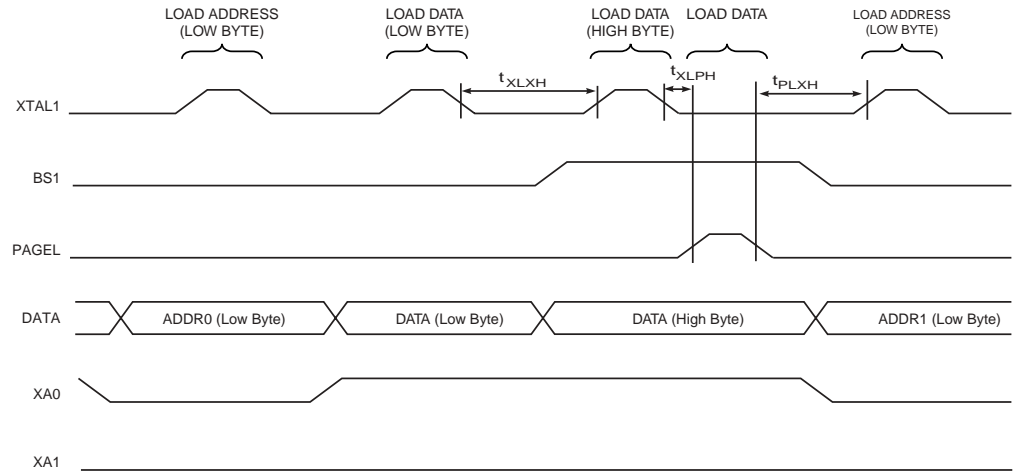 LOAD ADDRESS
(LOW BYTE)
LOAD DATA
(LOW BYTE)
LOAD DATA
(HIGH BYTE)
LOAD DATA
LOAD ADDRESS
(LOW BYTE)
XTAL1
tXLXH
tXLPH
tPLXH
BS1
PAGEL
DATA
ADDR0 (Low Byte)
DATA (Low Byte)
DATA (High Byte)
ADDR1 (Low Byte)
XA0
XA1